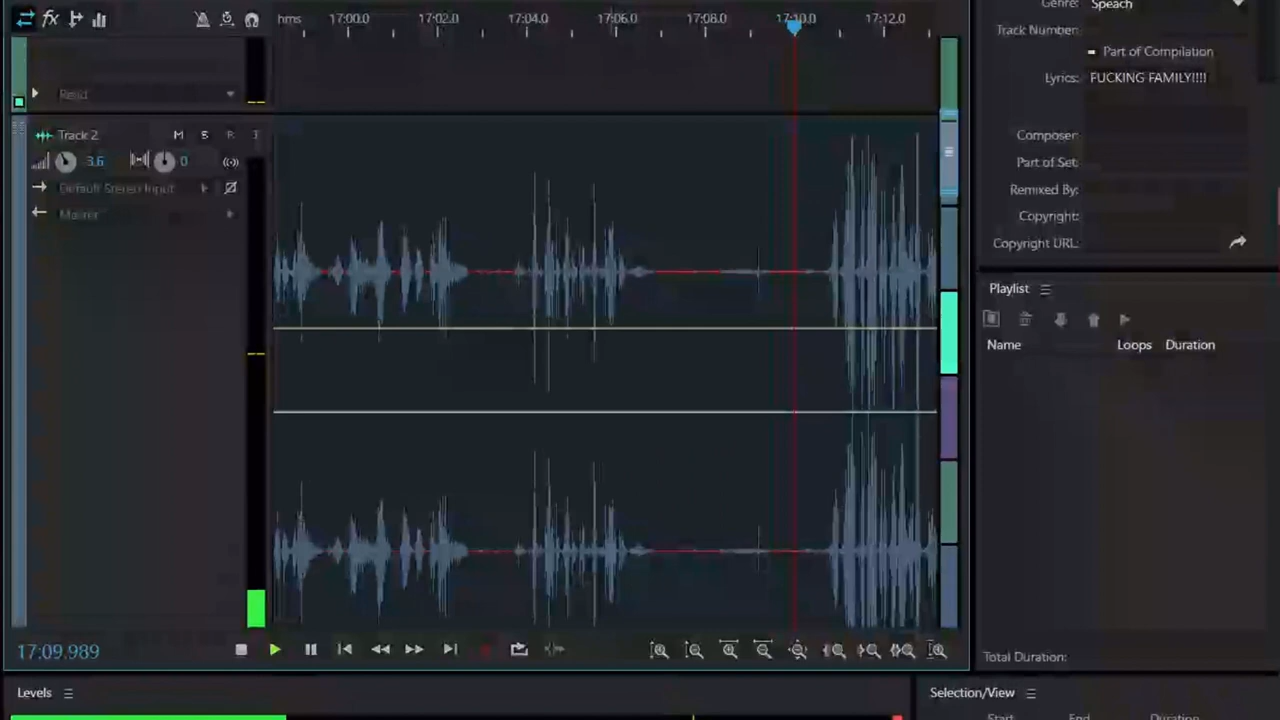 Genre: Speach
hms 17:00.0 17:02.0 17:04.0 17:06.0 17:08.0 17:10.0 17:12.0
Track Number:
Part of Compilation
Lyrics: FUCKING FAMILY!!!!
Read
Track 2 M S R I
3.6 0
Composer:
Part of Set:
Default Stereo Input
Remixed By:
Master
Copyright:
Copyright URL:
Playlist
Name Loops Duration
17:09.989
Total Duration:
Levels
Selection/View
Start End Duration